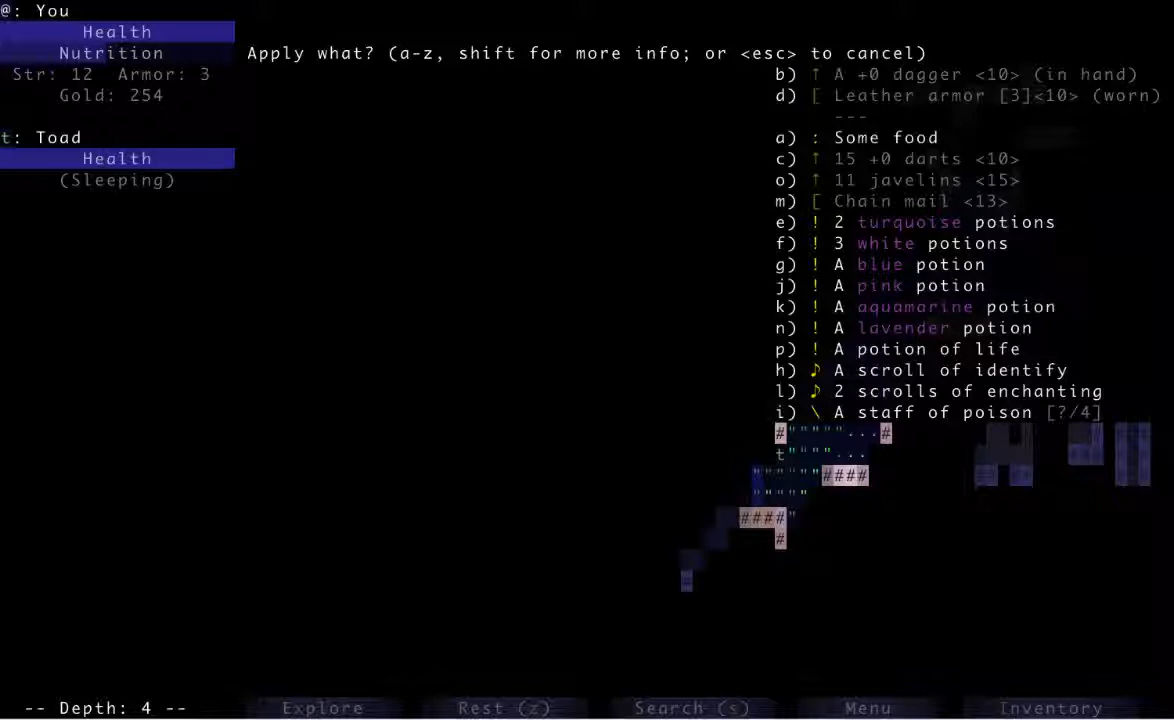 @: You
Health
Nutrition
Str: 12 Armor: 3
Gold: 254
t: Toad
Health
(Sleeping)
Apply what? (a-z, shift for more info; or <esc> to cancel)
b) ↑ A +0 dagger <10> (in hand)
d) [ Leather armor [3]<10> (worn)
---
a) : Some food
c) ↑ 15 +0 darts <10>
o) ↑ 11 javelins <15>
m) [ Chain mail <13>
e) ! 2 turquoise potions
f) ! 3 white potions
g) ! A blue potion
j) ! A pink potion
k) ! A aquamarine potion
n) ! A lavender potion
p) ! A potion of life
h) ♪ A scroll of identify
l) ♪ 2 scrolls of enchanting
i) \ A staff of poison [?/4]
#"""""...#
t""""...
""""""####
"""""
####"
#
-- Depth: 4 -- Explore Rest (z) Search (s) Menu Inventory